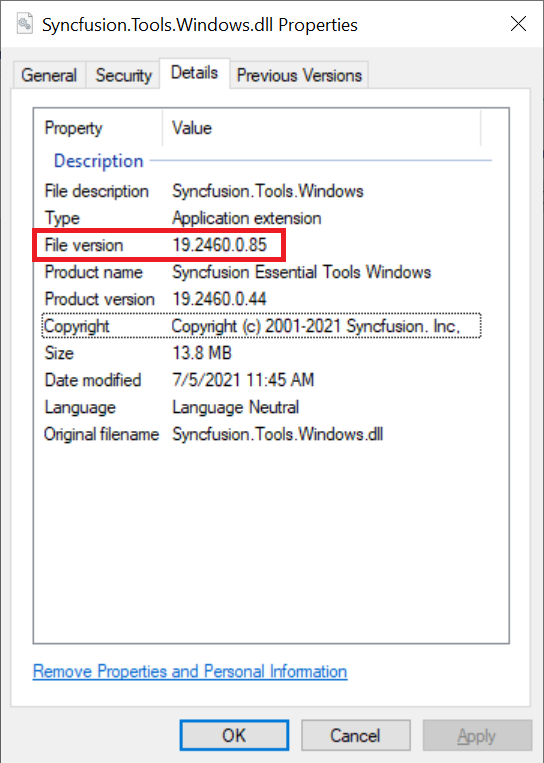 Syncfusion.Tools.Windows.dll Properties
General Security Details Previous Versions
Property Value
Description
File description Syncfusion.Tools.Windows
Type Application extension
File version 19.2460.0.85
Product name Syncfusion Essential Tools Windows
Product version 19.2460.0.44
Copyright Copyright (c) 2001-2021 Syncfusion. Inc,
Size 13.8 MB
Date modified 7/5/2021 11:45 AM
Language Language Neutral
Original filename Syncfusion.Tools.Windows.dll
Remove Properties and Personal Information
OK Cancel Apply